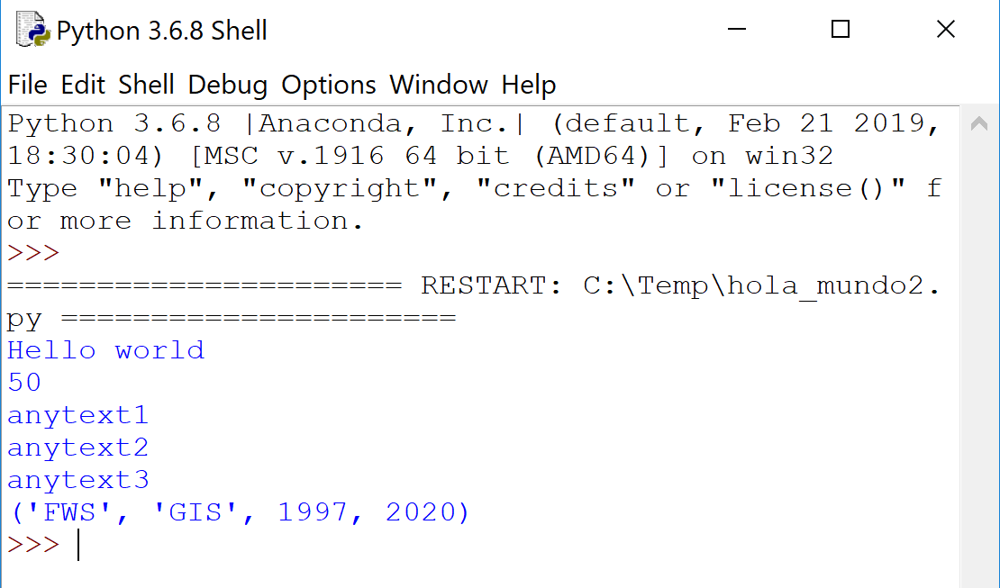 Python 3.6.8 Shell
File Edit Shell Debug Options Window Help
Python 3.6.8 |Anaconda, Inc.| (default, Feb 21 2019,
18:30:04) [MSC v.1916 64 bit (AMD64)] on win32
Type "help", "copyright", "credits" or "license()" f
or more information.
>>>
====================== RESTART: C:\Temp\hola_mundo2.
py ======================
Hello world
50
anytext1
anytext2
anytext3
('FWS', 'GIS', 1997, 2020)
>>>